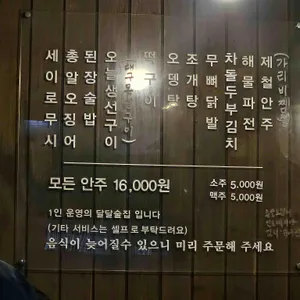 (가리비찜)
제철안주
해물파전
차돌두부김치
무뼈닭발
조개탕
오뎅탕
떡구이
오늘생선구이
된장술밥
총알오징어
세이로무시
모든 안주 16,000원
소주 5,000원
맥주 5,000원
1인 운영의 달달술집 입니다
(기타 서비스는 셀프로 부탁드려요)
음식이 늦어질수 있으니 미리 주문해 주세요